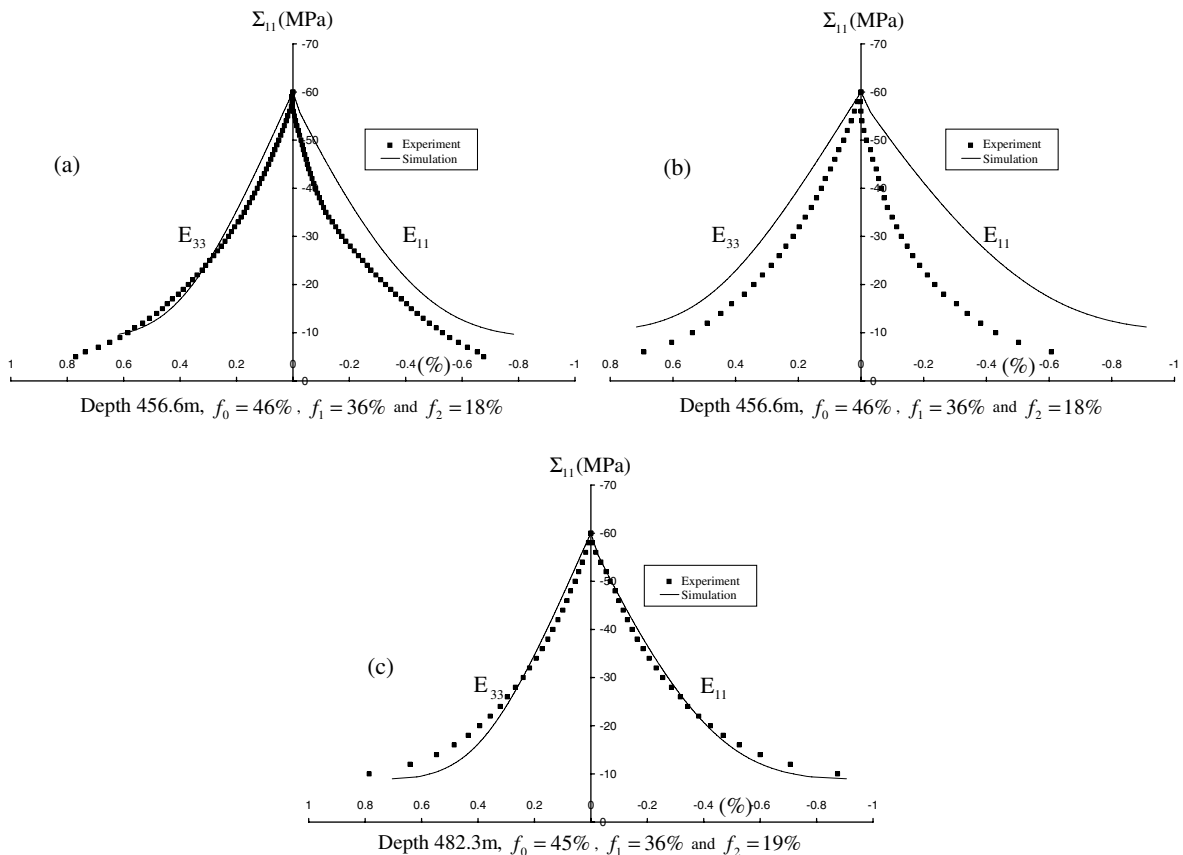 Σ₁₁(MPa)
-70
-60
-50
-40
-30
-20
-10
0
1 0.8 0.6 0.4 0.2 0 -0.2 -0.4 (%) -0.6 -0.8 -1
(a)
Experiment
Simulation
E₃₃
E₁₁
Depth 456.6m, f₀ = 46% , f₁ = 36% and f₂ = 18%
Σ₁₁(MPa)
-70
-60
-50
-40
-30
-20
-10
0
0.8 0.6 0.4 0.2 0 -0.2 -0.4 (%) -0.6 -0.8 -1
(b)
Experiment
Simulation
E₃₃
E₁₁
Depth 456.6m, f₀ = 46% , f₁ = 36% and f₂ = 18%
Σ₁₁(MPa)
-70
-60
-50
-40
-30
-20
-10
0
1 0.8 0.6 0.4 0.2 0 -0.2 -0.4 (%) -0.6 -0.8 -1
(c)
Experiment
Simulation
E₃₃
E₁₁
Depth 482.3m, f₀ = 45% , f₁ = 36% and f₂ = 19%